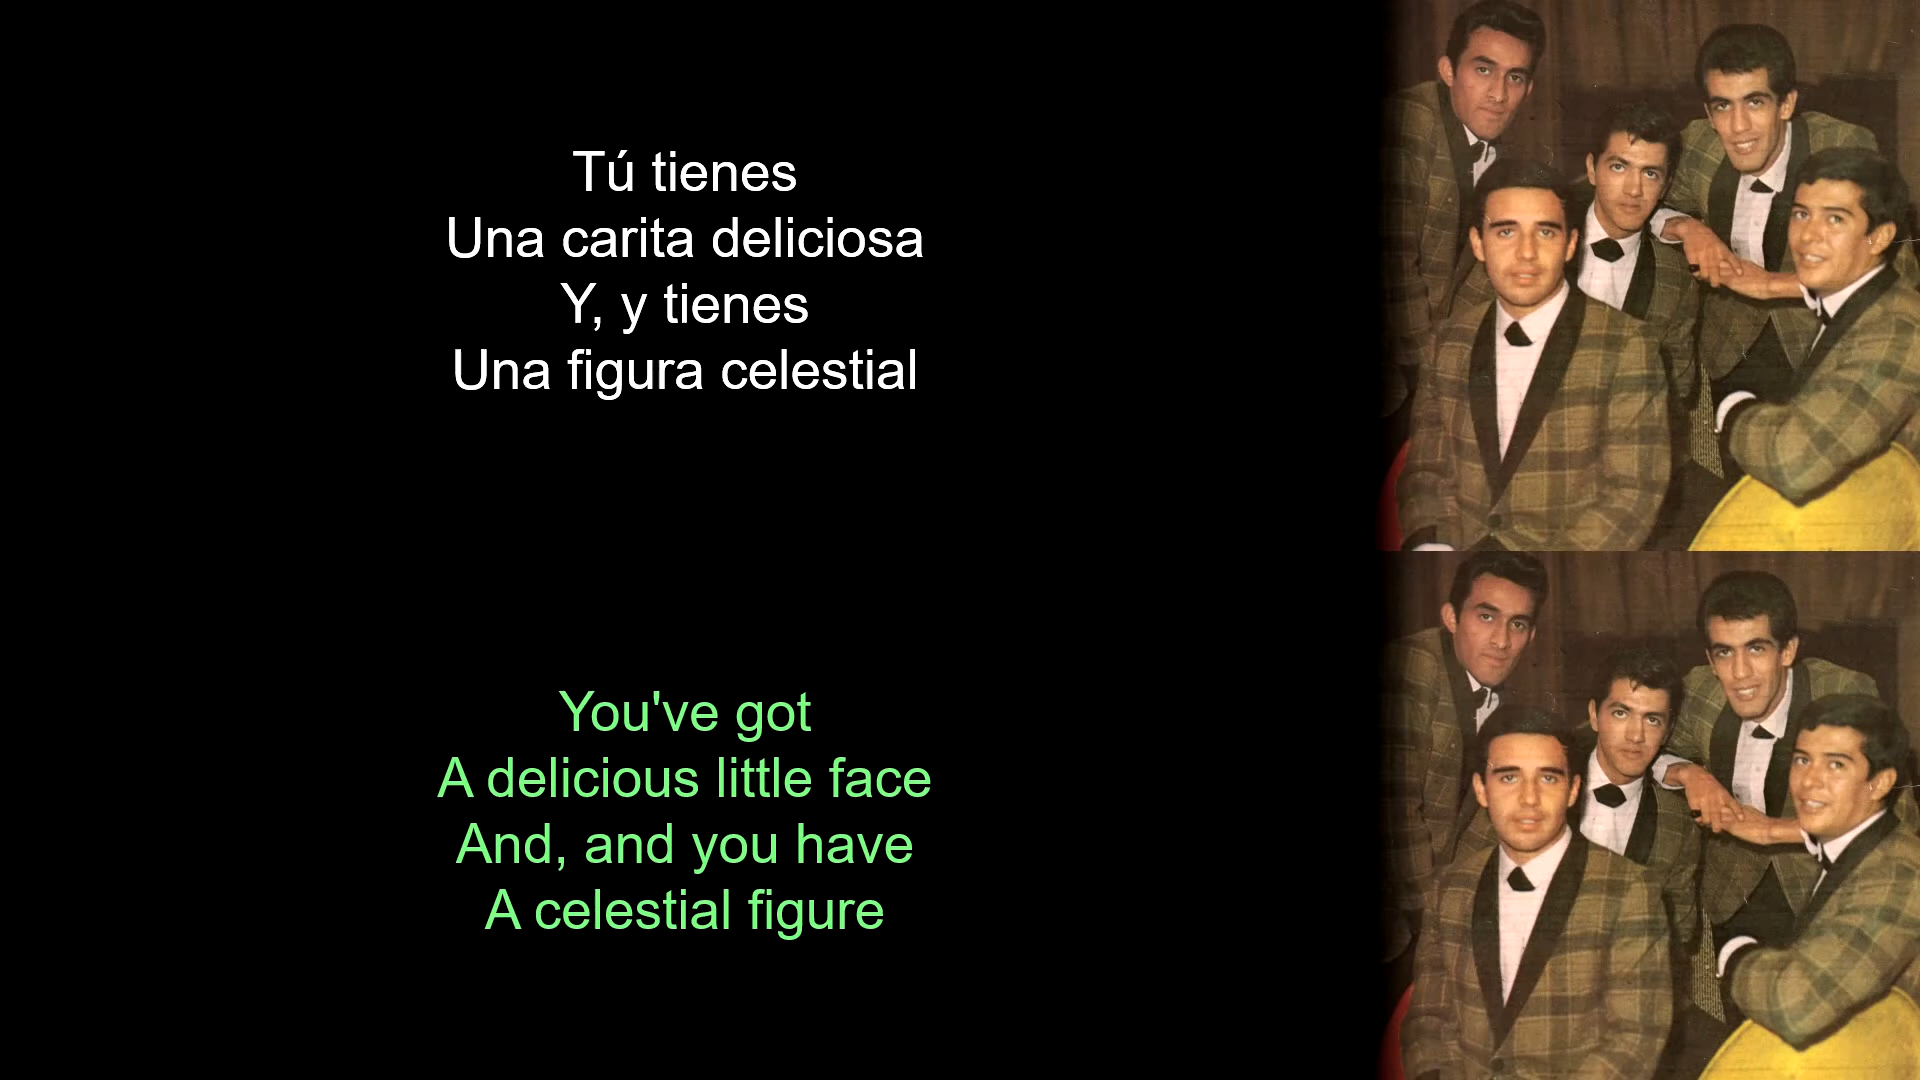 Tú tienes
Una carita deliciosa
Y, y tienes
Una figura celestial
You've got
A delicious little face
And, and you have
A celestial figure